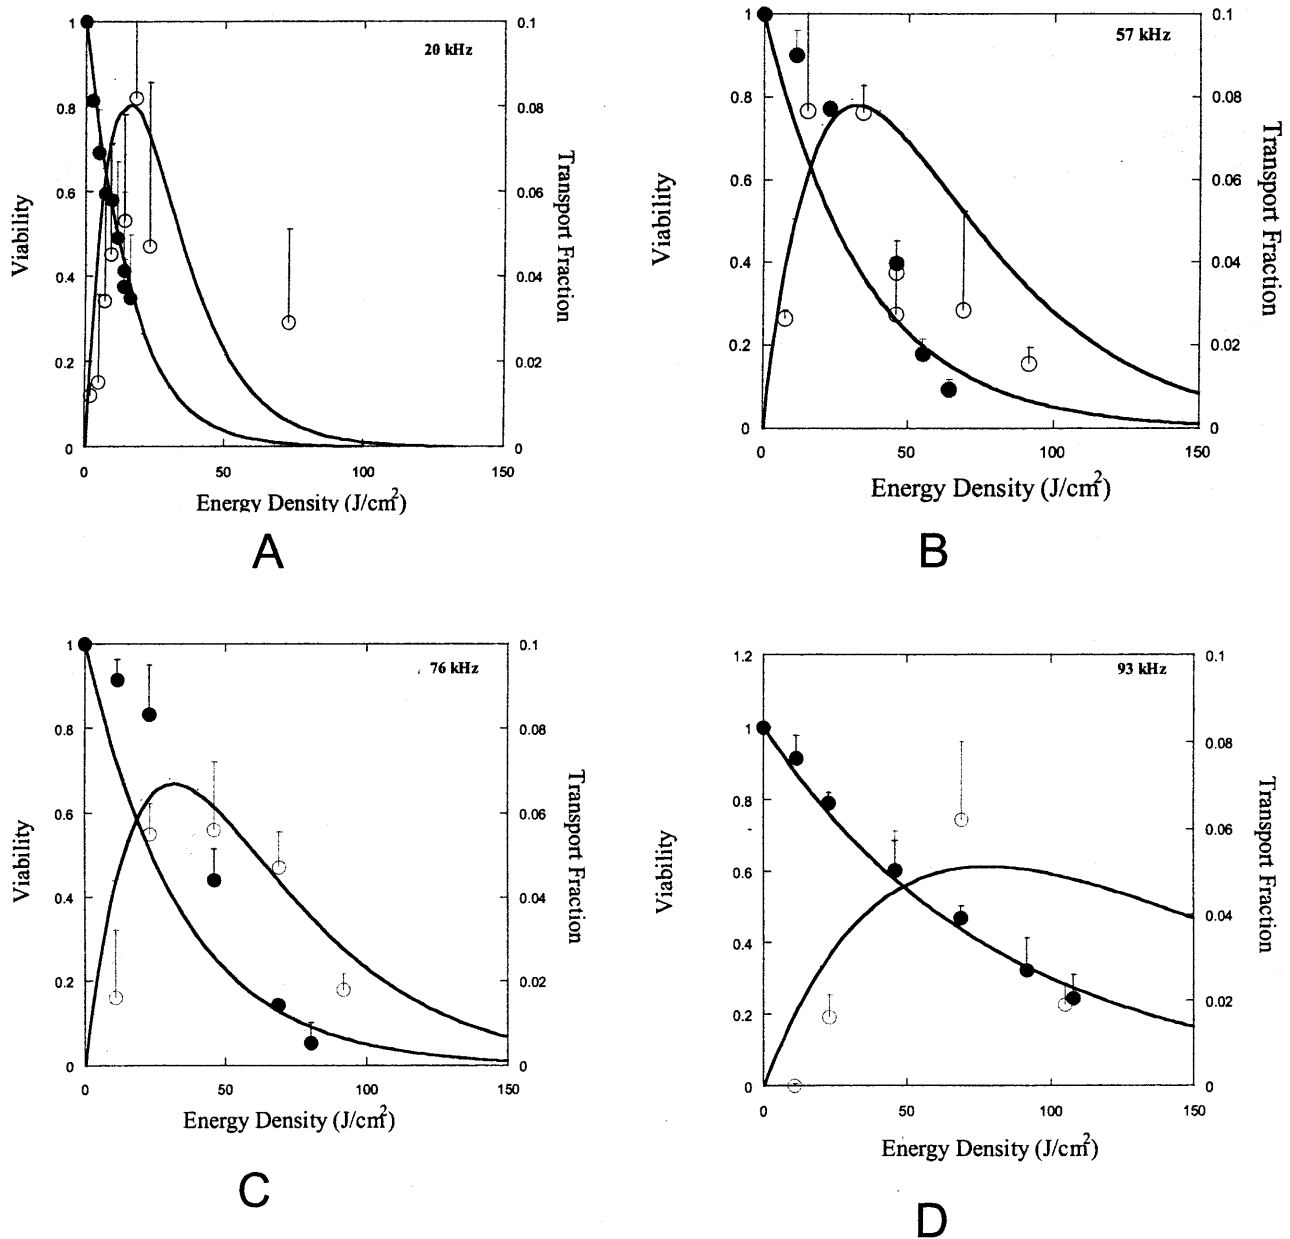 20 kHz
1
0.8
0.6
0.4
0.2
0
0.1
0.08
0.06
0.04
0.02
0
0 50 100 150
Viability
Transport Fraction
Energy Density (J/cm2)
A
57 kHz
1
0.8
0.6
0.4
0.2
0
0.1
0.08
0.06
0.04
0.02
0
0 50 100 150
Viability
Transport Fraction
Energy Density (J/cm2)
B
76 kHz
1
0.8
0.6
0.4
0.2
0
0.1
0.08
0.06
0.04
0.02
0
0 50 100 150
Viability
Transport Fraction
Energy Density (J/cm2)
C
93 kHz
1.2
1
0.8
0.6
0.4
0.2
0
0.1
0.08
0.06
0.04
0.02
0
0 50 100 150
Viability
Transport Fraction
Energy Density (J/cm2)
D